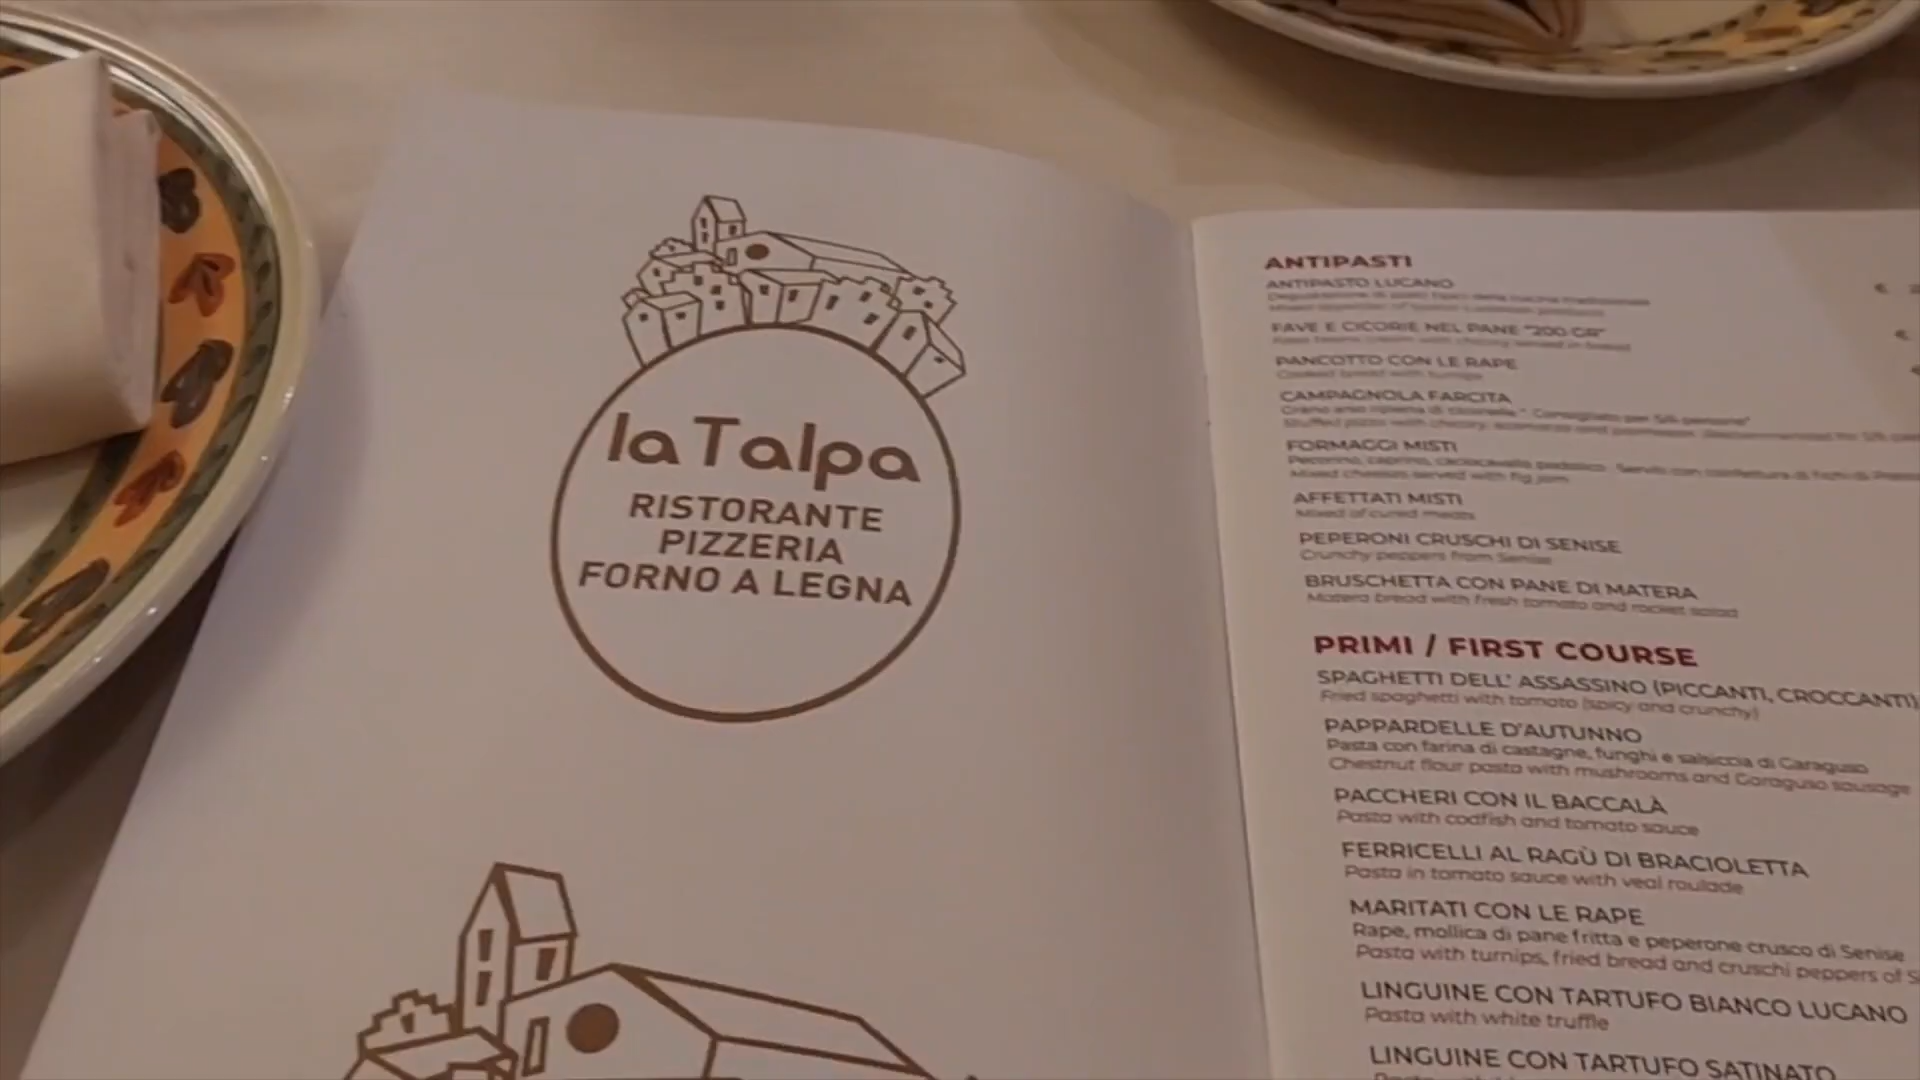 la Talpa
RISTORANTE
PIZZERIA
FORNO A LEGNA
ANTIPASTI
ANTIPASTO LUCANO
FAVE E CICORIE NEL PANE "200 GR"
PANCOTTO CON LE RAPE
Cooked bread with turnips
CAMPAGNOLA FARCITA
FORMAGGI MISTI
Mixed cheeses served with fig jam
AFFETTATI MISTI
Mixed of cured meats
PEPERONI CRUSCHI DI SENISE
Crunchy peppers from Senise
BRUSCHETTA CON PANE DI MATERA
Matera bread with fresh tomato and rocket salad
PRIMI / FIRST COURSE
SPAGHETTI DELL' ASSASSINO (PICCANTI, CROCCANTI)
Fried spaghetti with tomato (spicy and crunchy)
PAPPARDELLE D'AUTUNNO
Pasta con farina di castagne, funghi e salsiccia di Garaguso
Chestnut flour pasta with mushrooms and Garaguso sausage
PACCHERI CON IL BACCALÀ
Pasta with codfish and tomato sauce
FERRICELLI AL RAGÙ DI BRACIOLETTA
Pasta in tomato sauce with veal roulade
MARITATI CON LE RAPE
Rape, mollica di pane fritta e peperone crusco di Senise
Pasta with turnips, fried bread and cruschi peppers of
LINGUINE CON TARTUFO BIANCO LUCANO
Pasta with white truffle
LINGUINE CON TARTUFO SATINATO